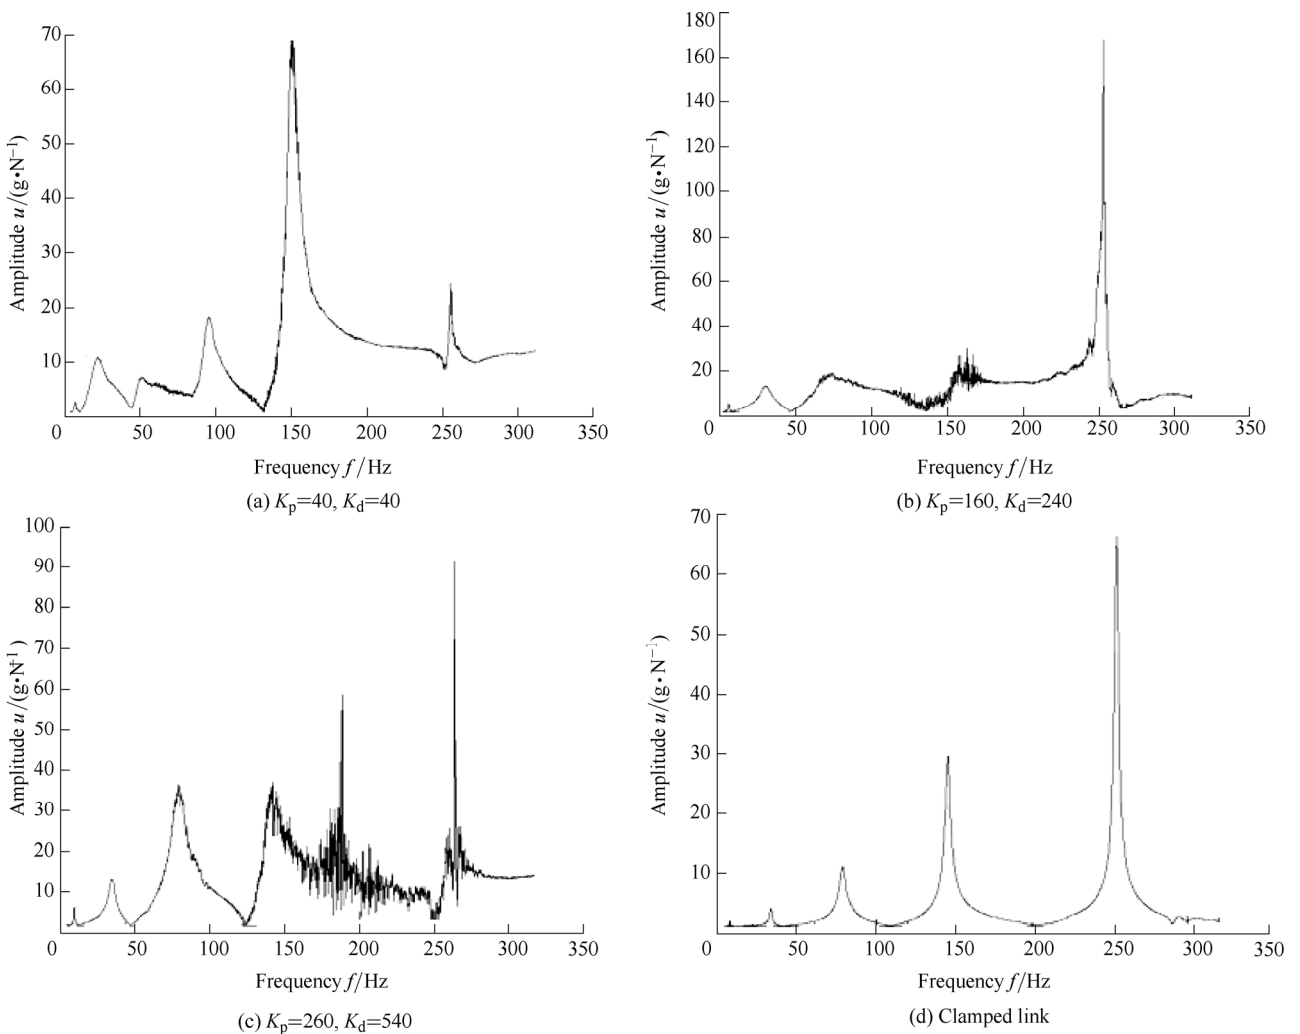 70
60
50
40
30
20
10
0 50 100 150 200 250 300 350
Amplitude u/(g•N⁻¹)
Frequency f/Hz
(a) Kp=40, Kd=40
180
160
140
120
100
80
60
40
20
0 50 100 150 200 250 300 350
Amplitude u/(g•N⁻¹)
Frequency f/Hz
(b) Kp=160, Kd=240
100
90
80
70
60
50
40
30
20
10
0 50 100 150 200 250 300 350
Amplitude u/(g•N¹)
Frequency f/Hz
(c) Kp=260, Kd=540
70
60
50
40
30
20
10
0 50 100 150 200 250 300 350
Amplitude u/(g•N⁻¹)
Frequency f/Hz
(d) Clamped link